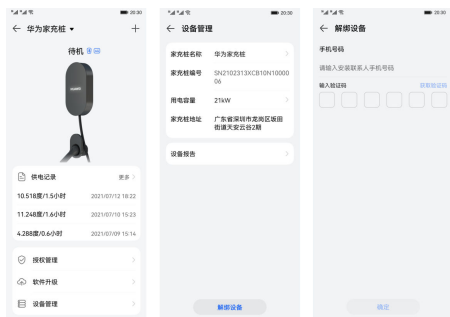 20:30
华为家充桩
待机
供电记录
更多
10.518度/1.5小时 2021/07/12 18:22
11.248度/1.6小时 2021/07/10 15:23
4.288度/0.6小时 2021/07/09 15:14
授权管理
软件升级
设备管理
20:30
设备管理
家充桩名称 华为家充桩
家充桩编号 SN2102313XCB10N10000
06
用电容量 21kW
家充桩地址 广东省深圳市龙岗区坂田
街道天安云谷2期
设备报告
解绑设备
20:30
解绑设备
手机号码
请输入安装联系人手机号码
输入验证码 获取验证码
确定